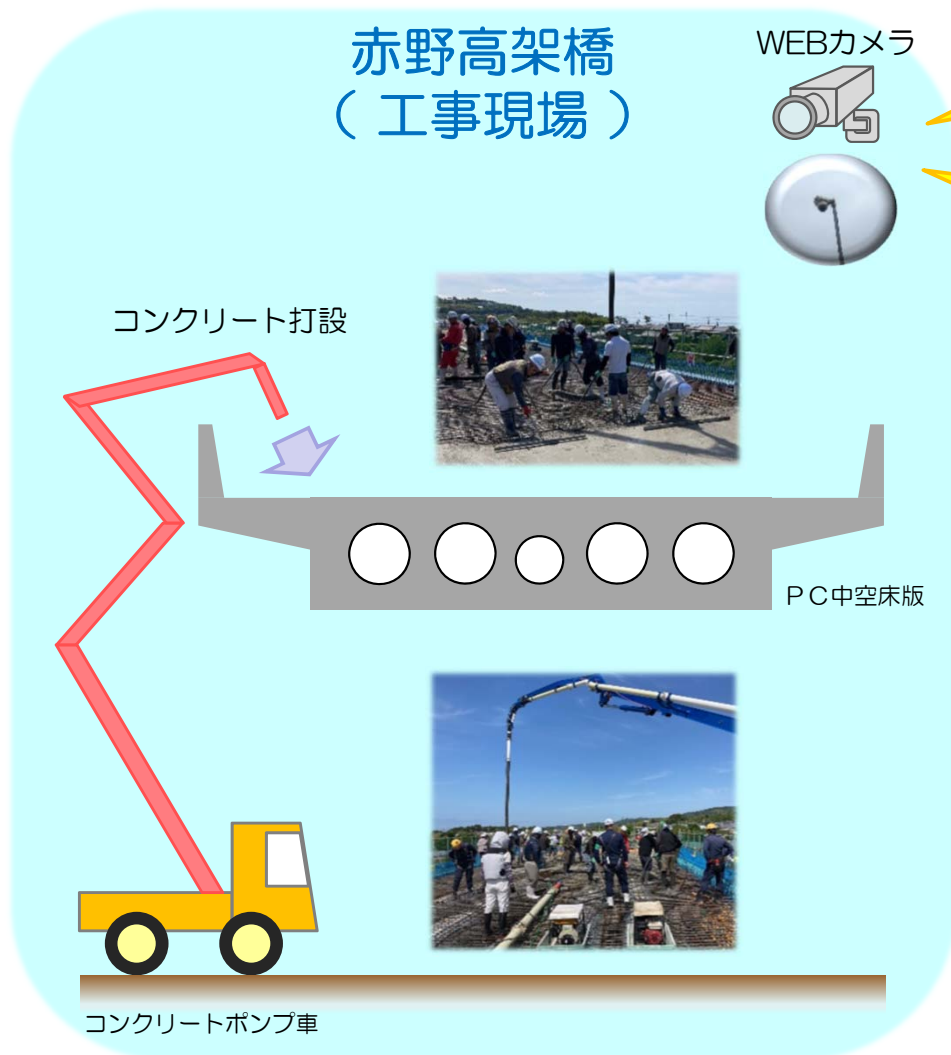 赤野高架橋
（ 工事現場 ）
WEBカメラ
コンクリート打設
ＰＣ中空床版
コンクリートポンプ車